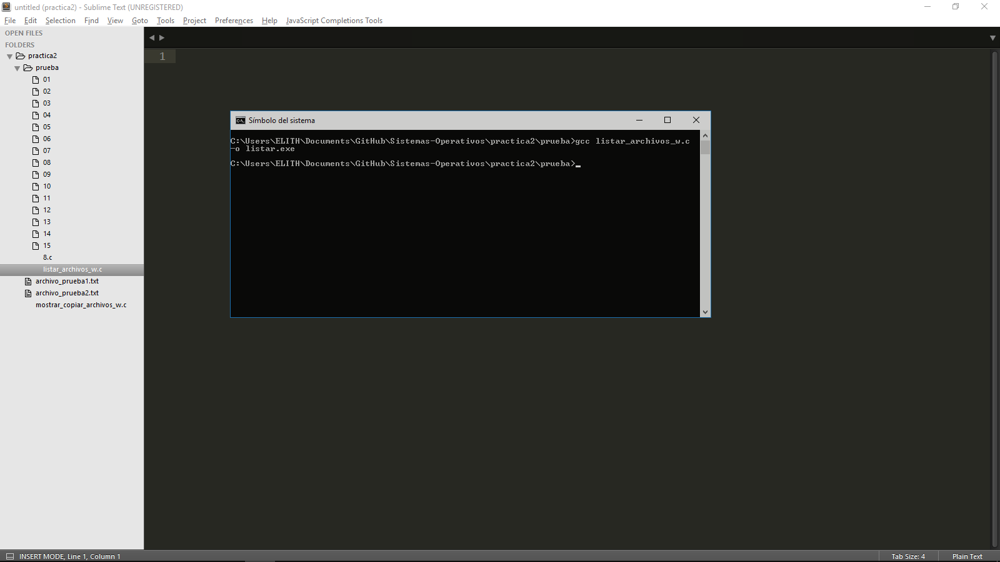 untitled (practica2) - Sublime Text (UNREGISTERED)
File Edit Selection Find View Goto Tools Project Preferences Help JavaScript Completions Tools
OPEN FILES
FOLDERS
practica2
prueba
01
02
03
04
05
06
07
08
09
10
11
12
13
14
15
8.c
listar_archivos_w.c
archivo_prueba1.txt
archivo_prueba2.txt
mostrar_copiar_archivos_w.c
1
Símbolo del sistema
C:\Users\ELITH\Documents\GitHub\Sistemas-Operativos\practica2\prueba>gcc listar_archivos_w.c
-o listar.exe
C:\Users\ELITH\Documents\GitHub\Sistemas-Operativos\practica2\prueba>
INSERT MODE, Line 1, Column 1
Tab Size: 4
Plain Text